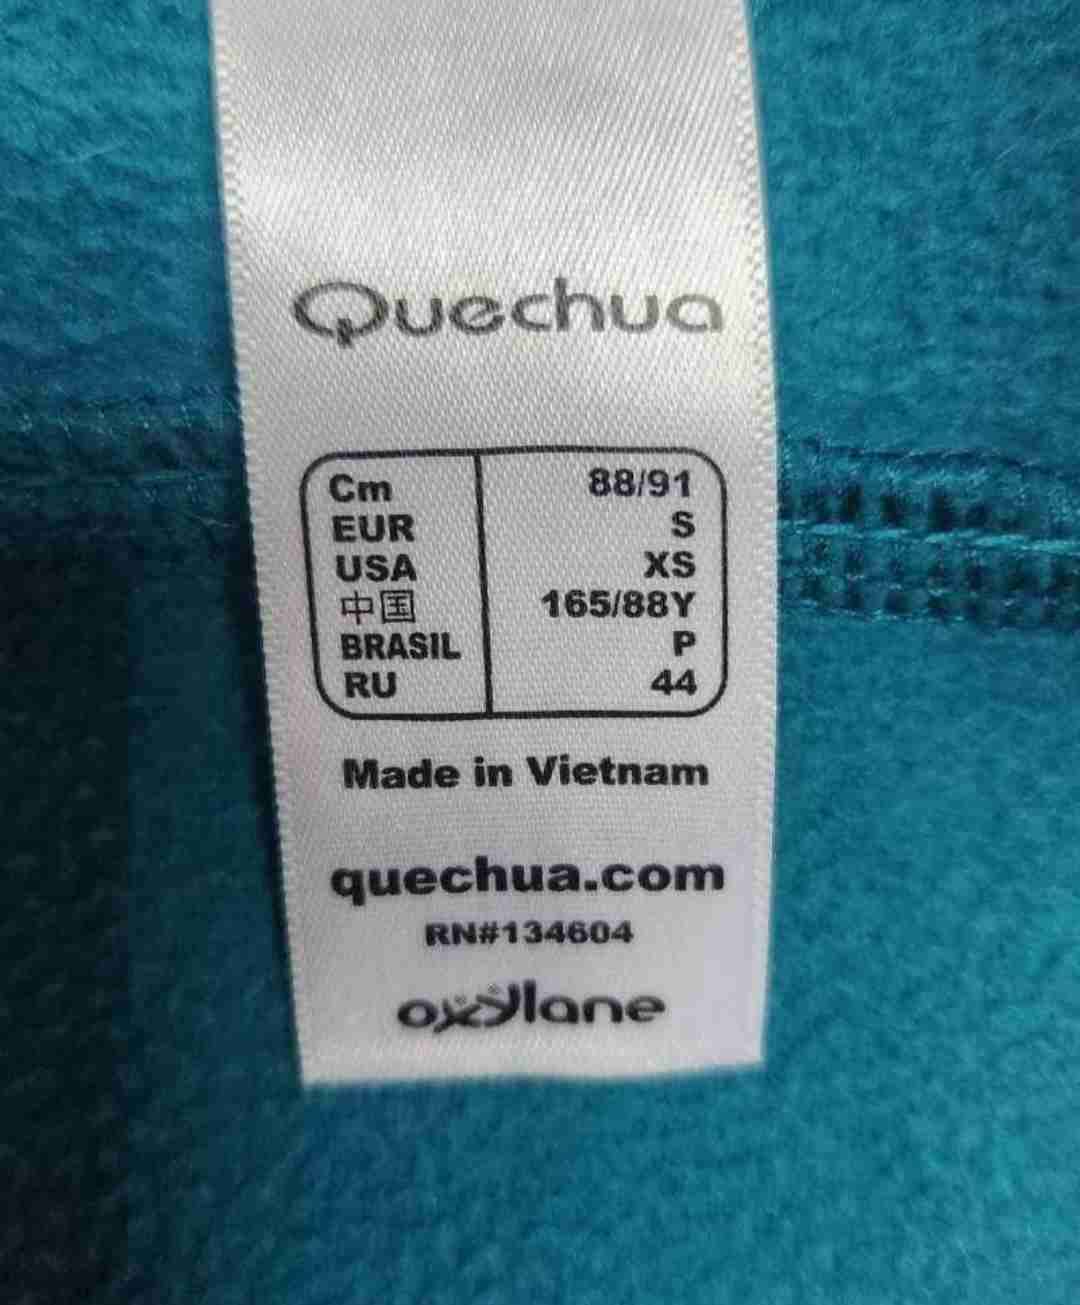 Quechua
Cm 88/91
EUR S
USA XS
中国 165/88Y
BRASIL P
RU 44
Made in Vietnam
quechua.com
RN#134604
oxylane